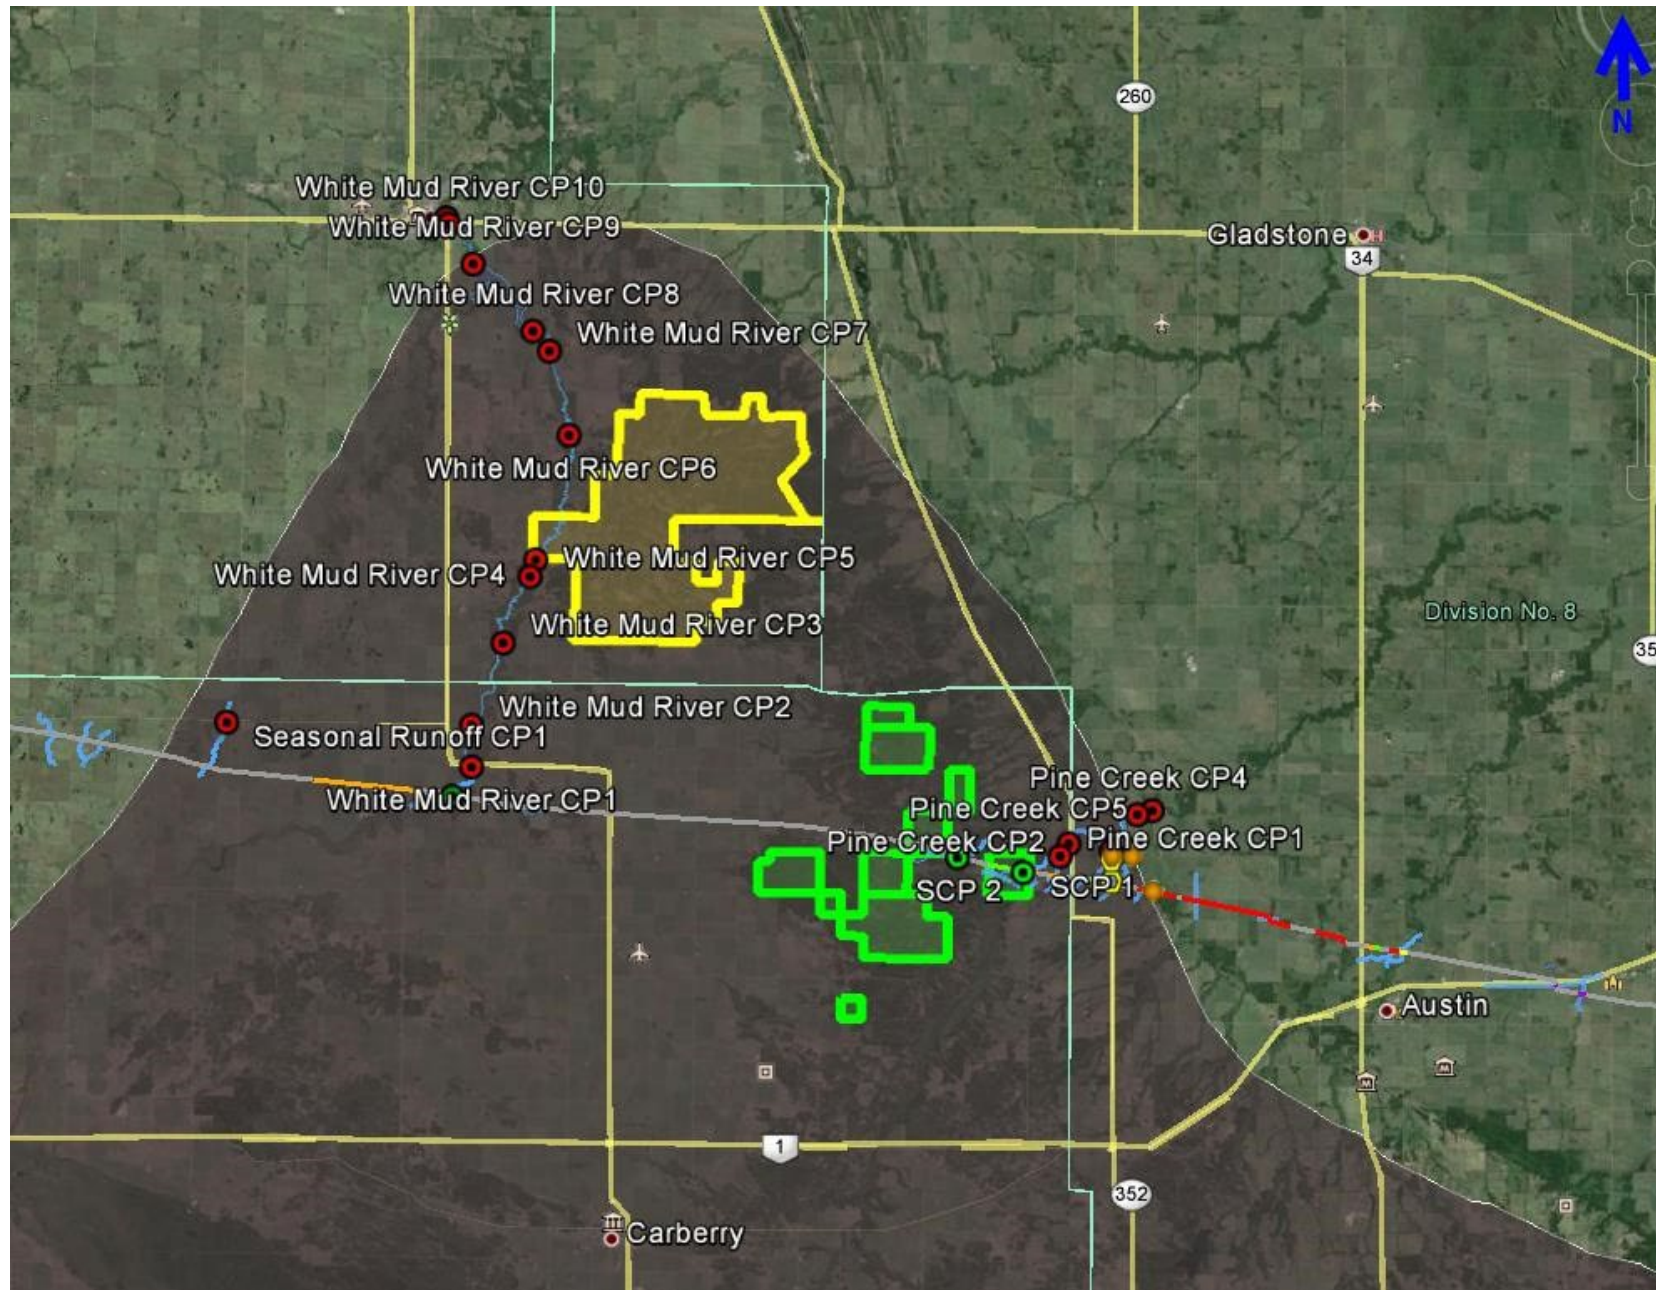 260
N
White Mud River CP10
White Mud River CP9
Gladstone
H
34
White Mud River CP8
White Mud River CP7
White Mud River CP6
White Mud River CP5
White Mud River CP4
Division No. 8
White Mud River CP3
35
White Mud River CP2
Seasonal Runoff CP1
Pine Creek CP4
White Mud River CP1
Pine Creek CP5
Pine Creek CP2
Pine Creek CP1
SCP 2
SCP 1
Austin
M
M
1
352
Carberry